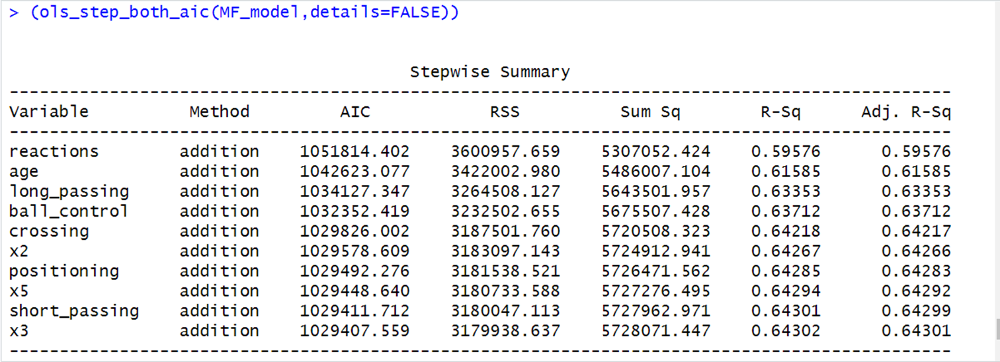 > (ols_step_both_aic(MF_model,details=FALSE))
Stepwise Summary
-----------------------------------------------------------------------------------------------
Variable Method AIC RSS Sum Sq R-Sq Adj. R-Sq
-----------------------------------------------------------------------------------------------
reactions addition 1051814.402 3600957.659 5307052.424 0.59576 0.59576
age addition 1042623.077 3422002.980 5486007.104 0.61585 0.61585
long_passing addition 1034127.347 3264508.127 5643501.957 0.63353 0.63353
ball_control addition 1032352.419 3232502.655 5675507.428 0.63712 0.63712
crossing addition 1029826.002 3187501.760 5720508.323 0.64218 0.64217
x2 addition 1029578.609 3183097.143 5724912.941 0.64267 0.64266
positioning addition 1029492.276 3181538.521 5726471.562 0.64285 0.64283
x5 addition 1029448.640 3180733.588 5727276.495 0.64294 0.64292
short_passing addition 1029411.712 3180047.113 5727962.971 0.64301 0.64299
x3 addition 1029407.559 3179938.637 5728071.447 0.64302 0.64301
-----------------------------------------------------------------------------------------------